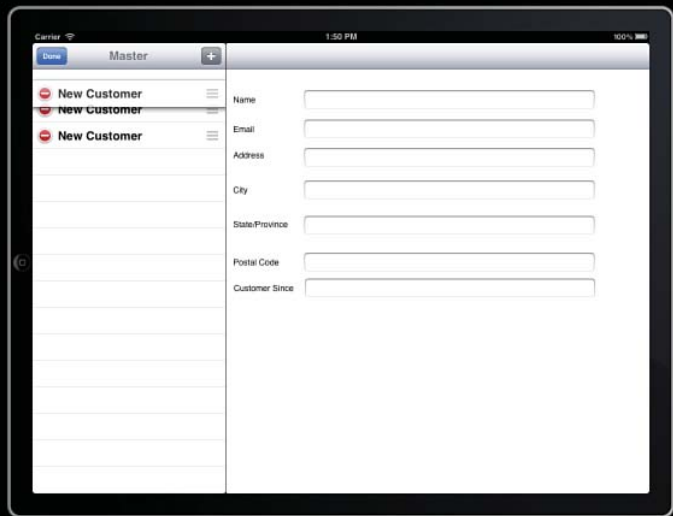 Carrier 1:50 PM 100%
Done Master +
New Customer
New Customer
New Customer
Name
Email
Address
City
State/Province
Postal Code
Customer Since